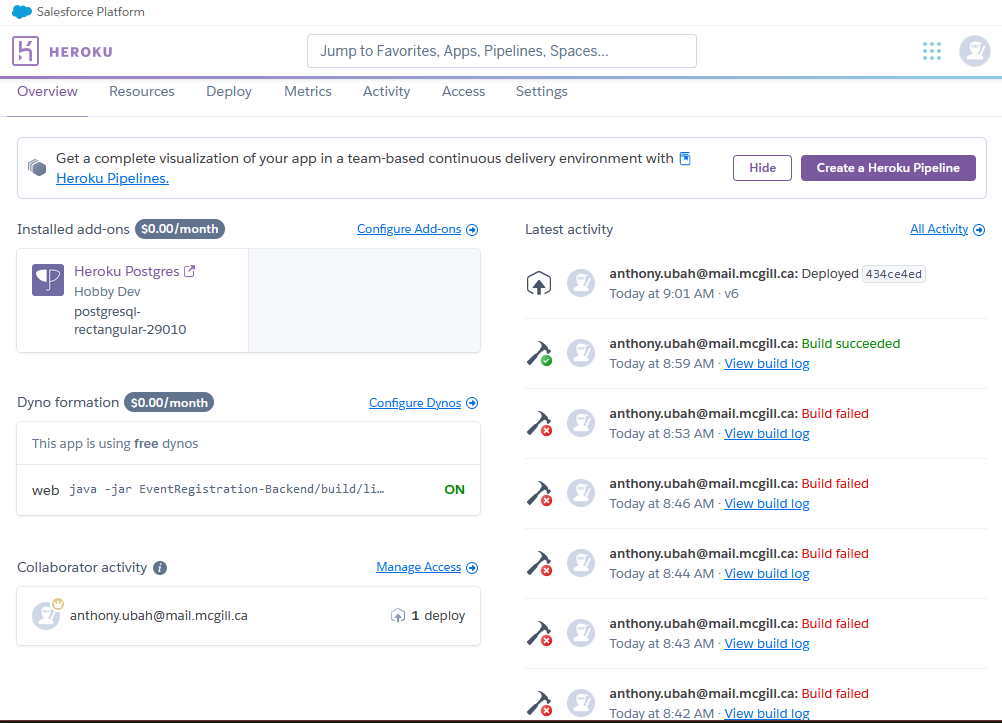 Salesforce Platform
HEROKU
Jump to Favorites, Apps, Pipelines, Spaces...
Overview Resources Deploy Metrics Activity Access Settings
Get a complete visualization of your app in a team-based continuous delivery environment with
Heroku Pipelines.
Hide
Create a Heroku Pipeline
Installed add-ons $0.00/month
Configure Add-ons
Heroku Postgres
Hobby Dev
postgresql-
rectangular-29010
Dyno formation $0.00/month
Configure Dynos
This app is using free dynos
web java -jar EventRegistration-Backend/build/li… ON
Collaborator activity
Manage Access
anthony.ubah@mail.mcgill.ca
1 deploy
Latest activity
All Activity
anthony.ubah@mail.mcgill.ca: Deployed 434ce4ed
Today at 9:01 AM · v6
anthony.ubah@mail.mcgill.ca: Build succeeded
Today at 8:59 AM · View build log
anthony.ubah@mail.mcgill.ca: Build failed
Today at 8:53 AM · View build log
anthony.ubah@mail.mcgill.ca: Build failed
Today at 8:46 AM · View build log
anthony.ubah@mail.mcgill.ca: Build failed
Today at 8:44 AM · View build log
anthony.ubah@mail.mcgill.ca: Build failed
Today at 8:43 AM · View build log
anthony.ubah@mail.mcgill.ca: Build failed
Today at 8:42 AM · View build log